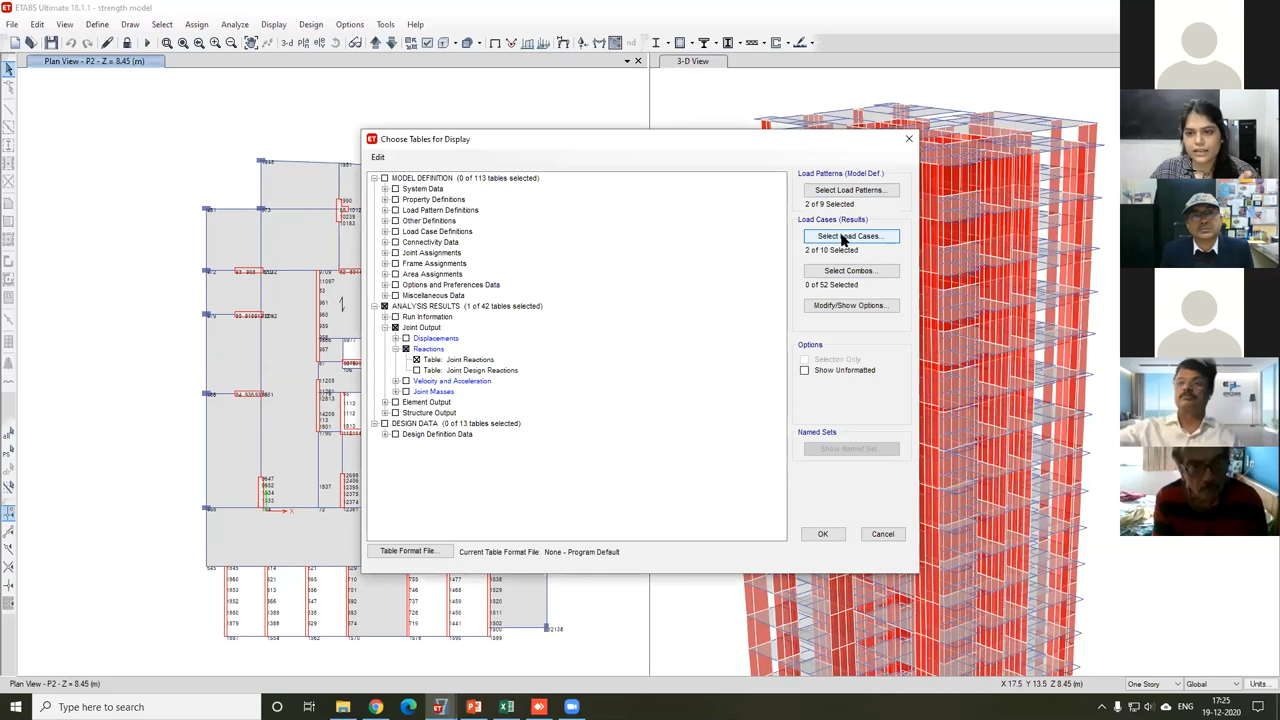 ETABS Ultimate 18.1.1 - strength model
File Edit View Define Draw Select Assign Analyze Display Design Options Tools Help
Plan View - P2 - Z = 8.45 (m)
3-D View
Choose Tables for Display
Edit
MODEL DEFINITION (0 of 113 tables selected)
System Data
Property Definitions
Load Pattern Definitions
Other Definitions
Load Case Definitions
Connectivity Data
Joint Assignments
Frame Assignments
Area Assignments
Options and Preferences Data
Miscellaneous Data
ANALYSIS RESULTS (1 of 42 tables selected)
Run Information
Joint Output
Displacements
Reactions
Table: Joint Reactions
Table: Joint Design Reactions
Velocity and Acceleration
Joint Masses
Element Output
Structure Output
DESIGN DATA (0 of 13 tables selected)
Design Definition Data
Load Patterns (Model Def.)
Select Load Patterns...
2 of 9 Selected
Load Cases (Results)
Select Load Cases...
2 of 10 Selected
Select Combos...
0 of 52 Selected
Modify/Show Options...
Options
Selection Only
Show Unformatted
Named Sets
Show Named Set...
OK Cancel
Table Format File... Current Table Format File: None - Program Default
Plan View - P2 - Z = 8.45 (m)
X 17.5 Y 13.5 Z 8.45 (m)
One Story
Global
Units...
Type here to search
ENG
17:25
19-12-2020